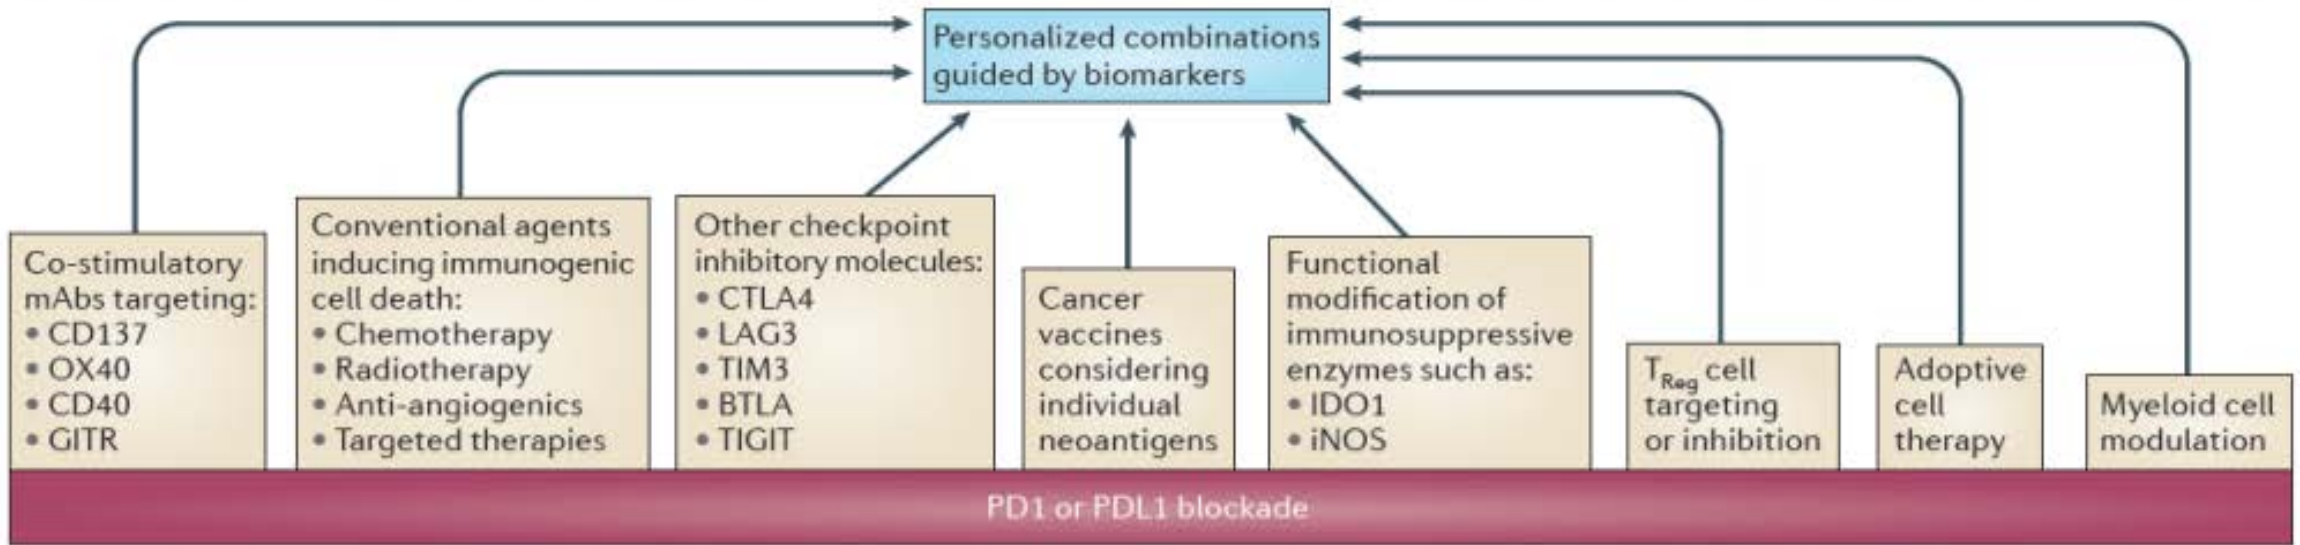 Personalized combinations
guided by biomarkers
Co-stimulatory
mAbs targeting:
• CD137
• OX40
• CD40
• GITR
Conventional agents
inducing immunogenic
cell death:
• Chemotherapy
• Radiotherapy
• Anti-angiogenics
• Targeted therapies
Other checkpoint
inhibitory molecules:
• CTLA4
• LAG3
• TIM3
• BTLA
• TIGIT
Cancer
vaccines
considering
individual
neoantigens
Functional
modification of
immunosuppressive
enzymes such as:
• IDO1
• iNOS
TReg cell
targeting
or inhibition
Adoptive
cell
therapy
Myeloid cell
modulation
PD1 or PDL1 blockade